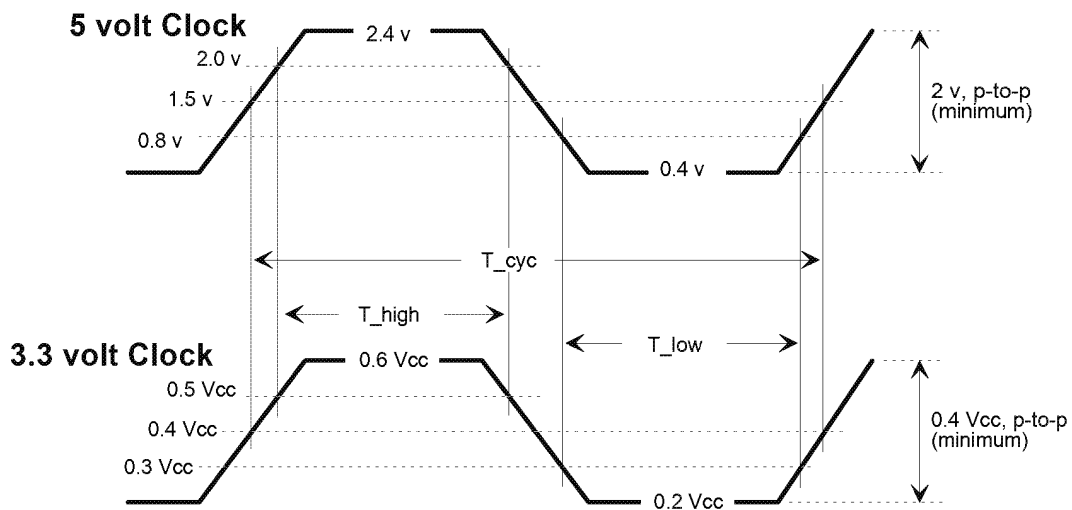 5 volt Clock
2.4 v
2.0 v
1.5 v
0.8 v
0.4 v
2 v, p-to-p
(minimum)
T_cyc
T_high
T_low
3.3 volt Clock
0.6 Vcc
0.5 Vcc
0.4 Vcc
0.3 Vcc
0.2 Vcc
0.4 Vcc, p-to-p
(minimum)